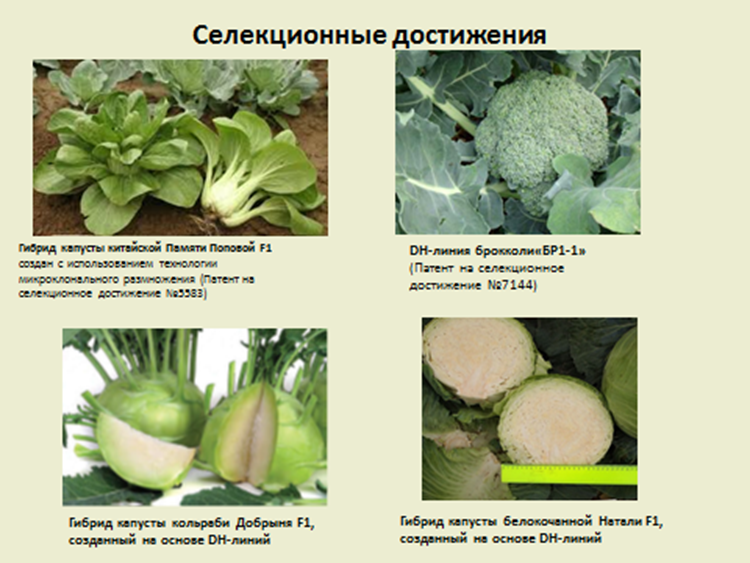 Селекционные достижения
Гибрид капусты китайской Памяти Поповой F1
создан с использованием технологии
микроклонального размножения (Патент на
селекционное достижение №5583)
DH-линия брокколи«БР1-1»
(Патент на селекционное
достижение №7144)
Гибрид капусты кольраби Добрыня F1,
созданный на основе DH-линий
Гибрид капусты белокочанной Натали F1,
созданный на основе DH-линий